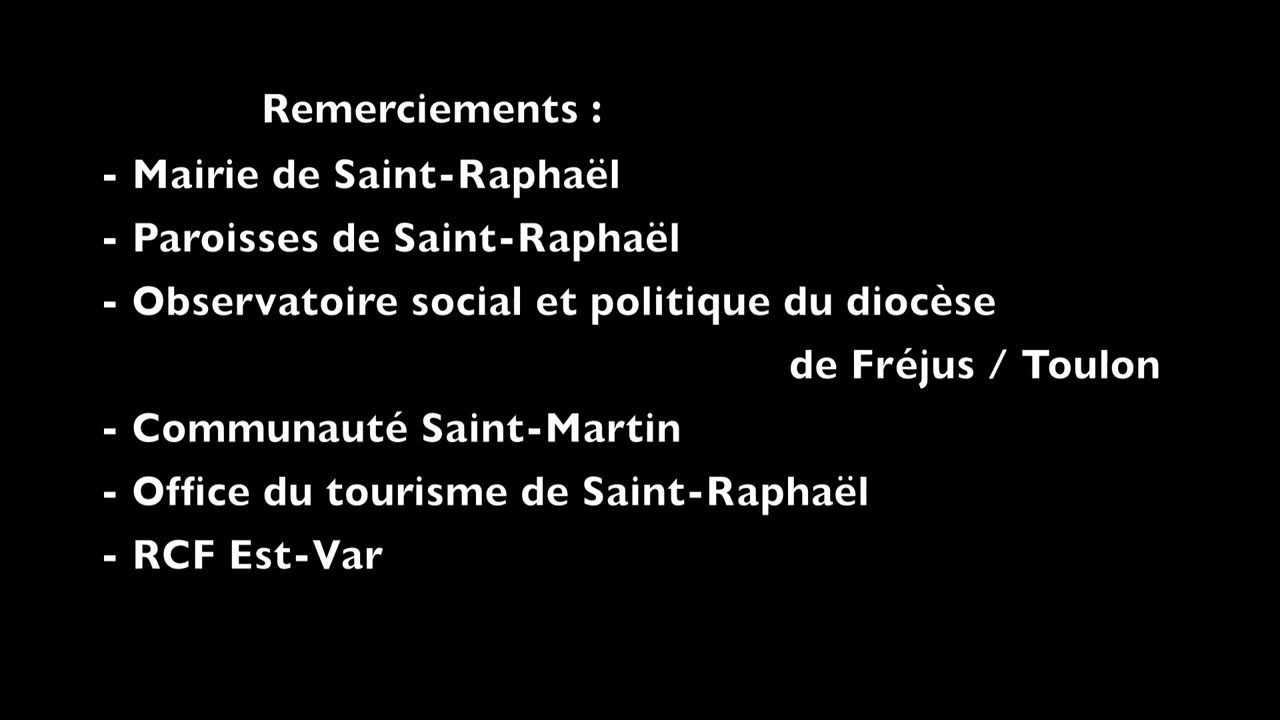 Remerciements :
- Mairie de Saint-Raphaël
- Paroisses de Saint-Raphaël
- Observatoire social et politique du diocèse
de Fréjus / Toulon
- Communauté Saint-Martin
- Office du tourisme de Saint-Raphaël
- RCF Est-Var